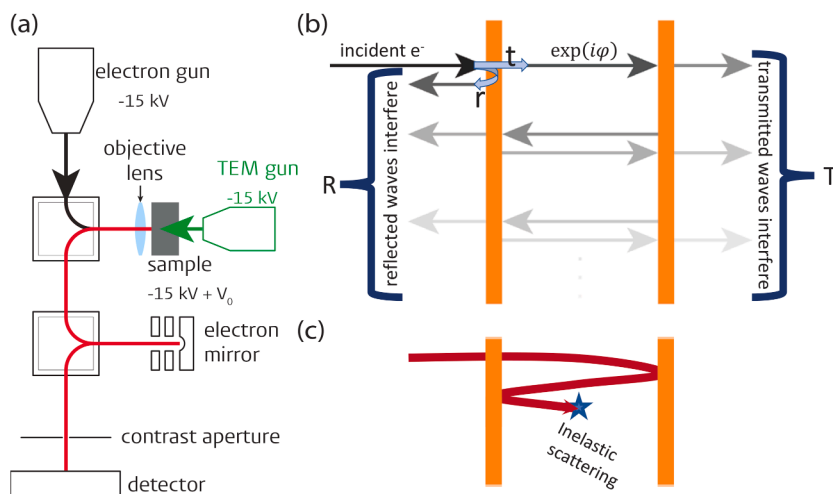 (a)
electron gun
-15 kV
objective
lens
TEM gun
-15 kV
sample
-15 kV + V₀
electron
mirror
contrast aperture
detector
(b)
incident e⁻
t
exp(iφ)
r
R
reflected waves interfere
transmitted waves interfere
T
(c)
Inelastic
scattering